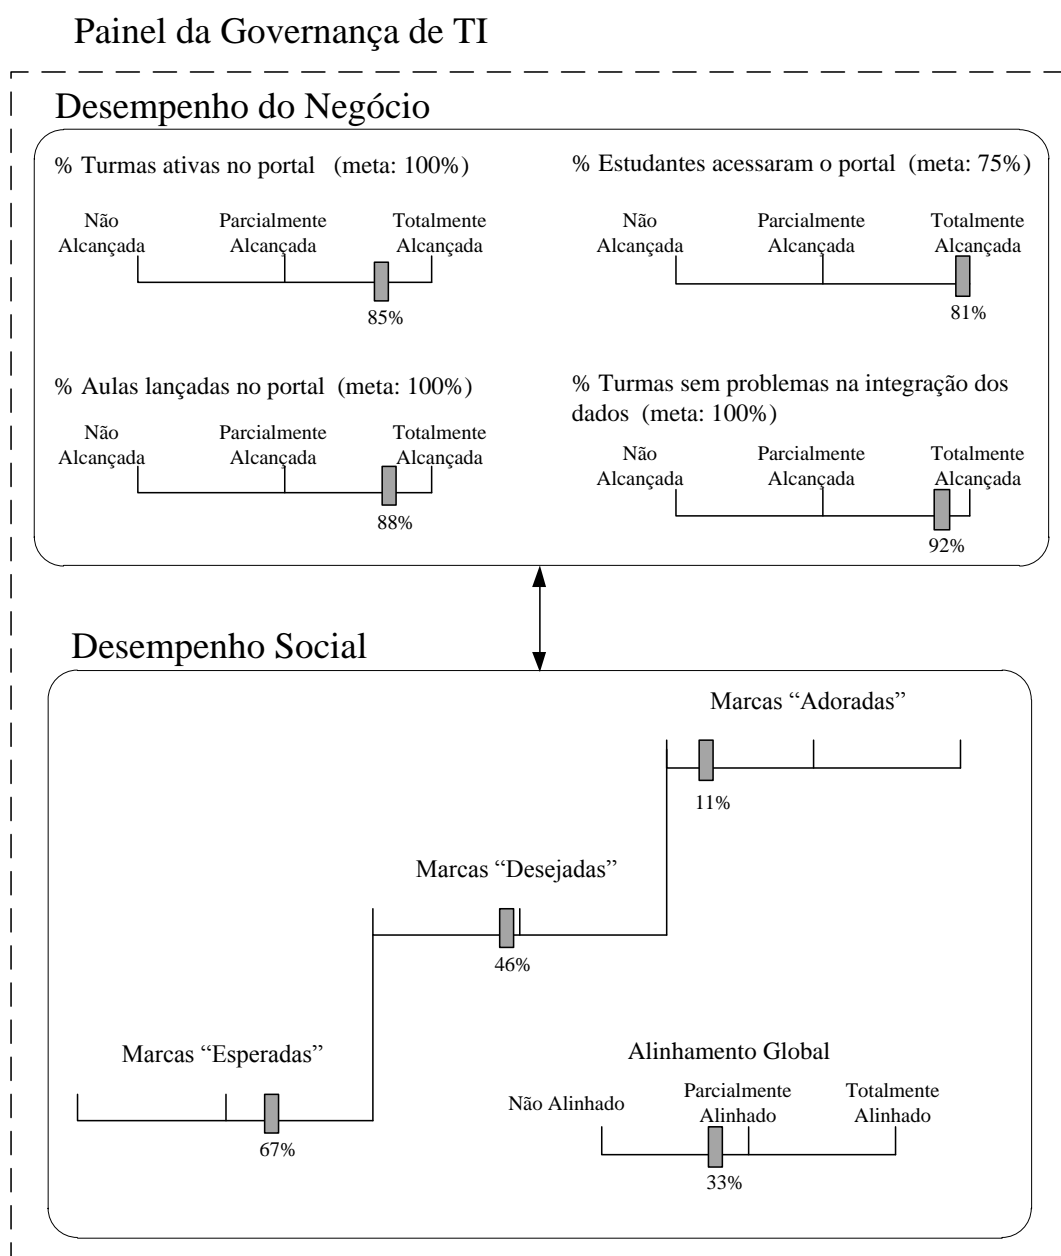 Painel da Governança de TI
Desempenho do Negócio
% Turmas ativas no portal (meta: 100%)
Não Alcançada
Parcialmente Alcançada
Totalmente Alcançada
85%
% Estudantes acessaram o portal (meta: 75%)
Não Alcançada
Parcialmente Alcançada
Totalmente Alcançada
81%
% Aulas lançadas no portal (meta: 100%)
Não Alcançada
Parcialmente Alcançada
Totalmente Alcançada
88%
% Turmas sem problemas na integração dos
dados (meta: 100%)
Não Alcançada
Parcialmente Alcançada
Totalmente Alcançada
92%
Desempenho Social
Marcas “Adoradas”
11%
Marcas “Desejadas”
46%
Marcas “Esperadas”
67%
Alinhamento Global
Não Alinhado
Parcialmente Alinhado
Totalmente Alinhado
33%